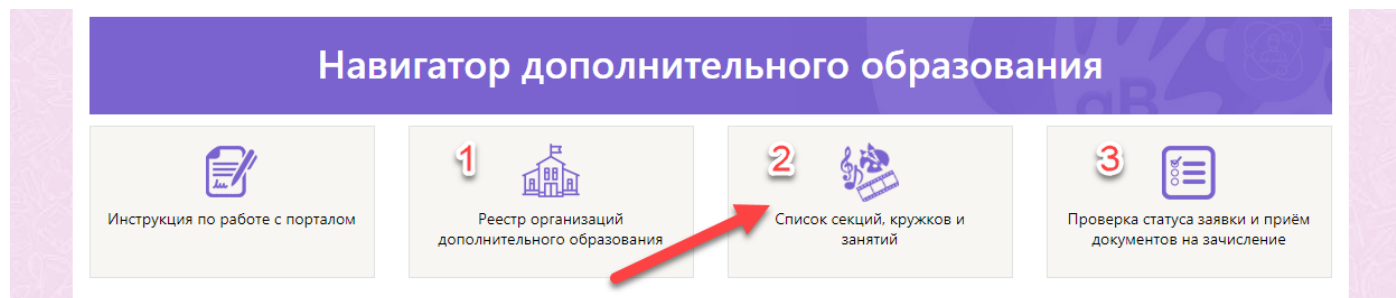 Навигатор дополнительного образования
Инструкция по работе с порталом
1
Реестр организаций
дополнительного образования
2
Список секций, кружков и
занятий
3
Проверка статуса заявки и приём
документов на зачисление